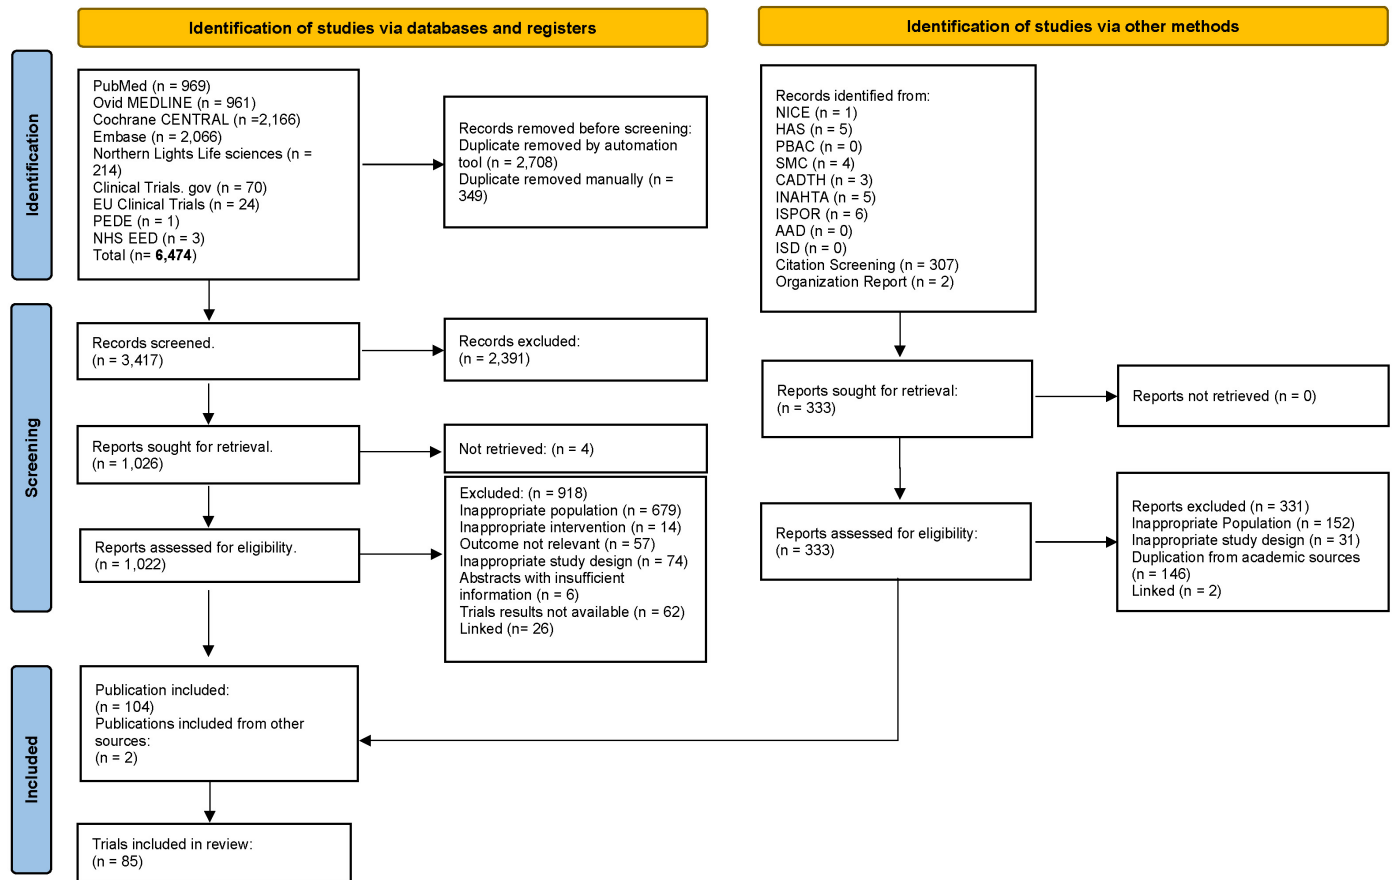 Identification of studies via databases and registers
Identification of studies via other methods
Identification
PubMed (n = 969)
Ovid MEDLINE (n = 961)
Cochrane CENTRAL (n =2,166)
Embase (n = 2,066)
Northern Lights Life sciences (n =
214)
Clinical Trials. gov (n = 70)
EU Clinical Trials (n = 24)
PEDE (n = 1)
NHS EED (n = 3)
Total (n= 6,474)
Records removed before screening:
Duplicate removed by automation
tool (n = 2,708)
Duplicate removed manually (n =
349)
Records identified from:
NICE (n = 1)
HAS (n = 5)
PBAC (n = 0)
SMC (n = 4)
CADTH (n = 3)
INAHTA (n = 5)
ISPOR (n = 6)
AAD (n = 0)
ISD (n = 0)
Citation Screening (n = 307)
Organization Report (n = 2)
Screening
Records screened.
(n = 3,417)
Records excluded:
(n = 2,391)
Reports sought for retrieval:
(n = 333)
Reports not retrieved (n = 0)
Reports sought for retrieval.
(n = 1,026)
Not retrieved: (n = 4)
Reports assessed for eligibility.
(n = 1,022)
Excluded: (n = 918)
Inappropriate population (n = 679)
Inappropriate intervention (n = 14)
Outcome not relevant (n = 57)
Inappropriate study design (n = 74)
Abstracts with insufficient
information (n = 6)
Trials results not available (n = 62)
Linked (n= 26)
Reports assessed for eligibility:
(n = 333)
Reports excluded (n = 331)
Inappropriate Population (n = 152)
Inappropriate study design (n = 31)
Duplication from academic sources
(n = 146)
Linked (n = 2)
Included
Publication included:
(n = 104)
Publications included from other
sources:
(n = 2)
Trials included in review:
(n = 85)